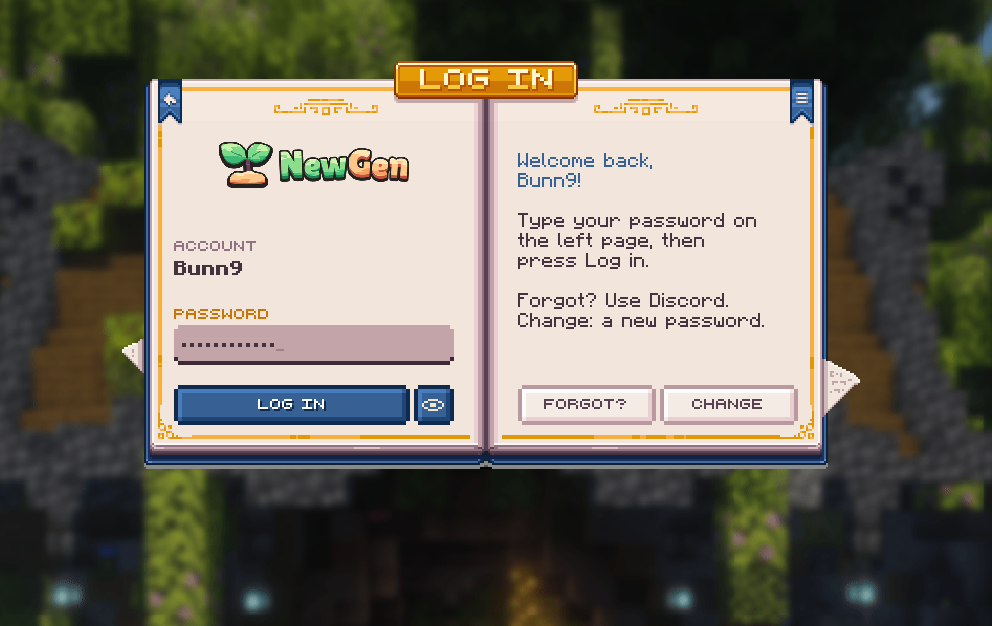 LOG IN
NewGen
ACCOUNT
Bunn9
PASSWORD
••••••••••••_
LOG IN
Welcome back,
Bunn9!
Type your password on
the left page, then
press Log in.
Forgot? Use Discord.
Change: a new password.
FORGOT?
CHANGE